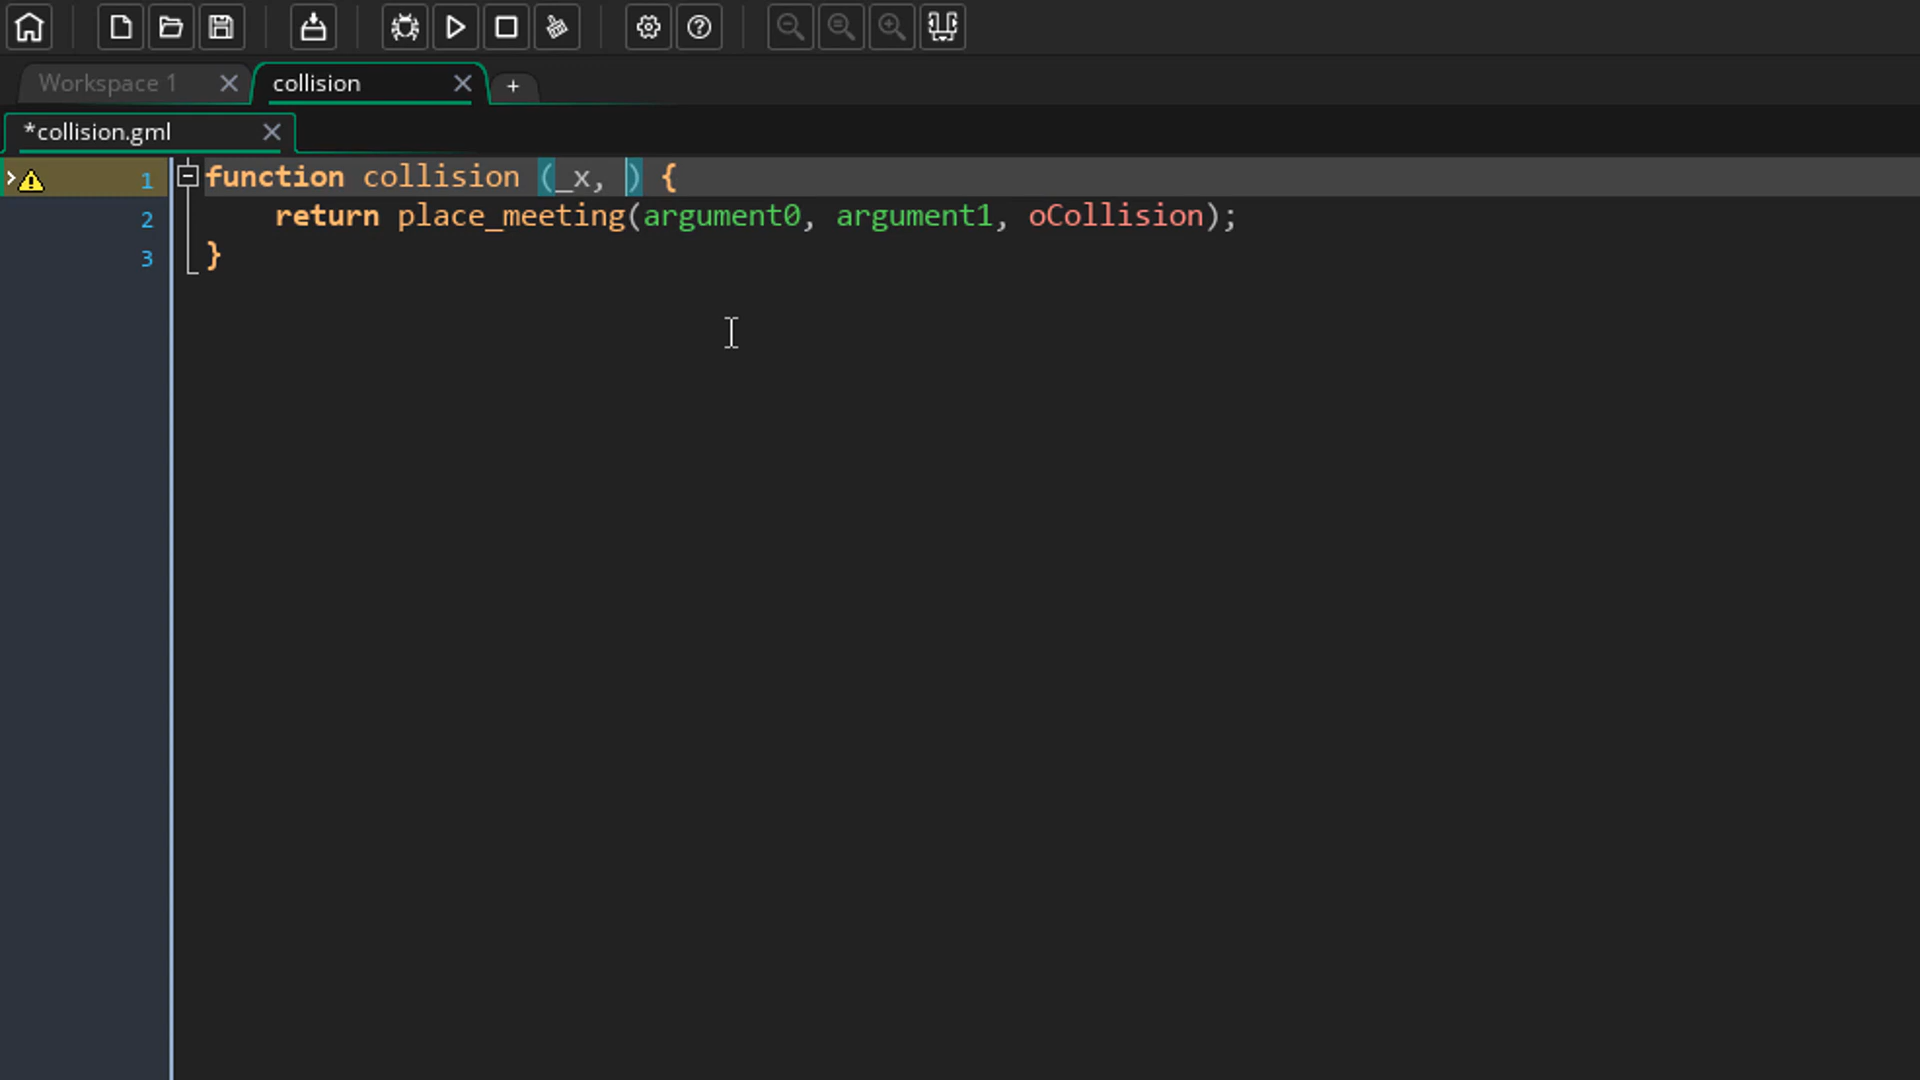 Workspace 1
collision
+
*collision.gml
1 function collision (_x, ) {
2 return place_meeting(argument0, argument1, oCollision);
3 }